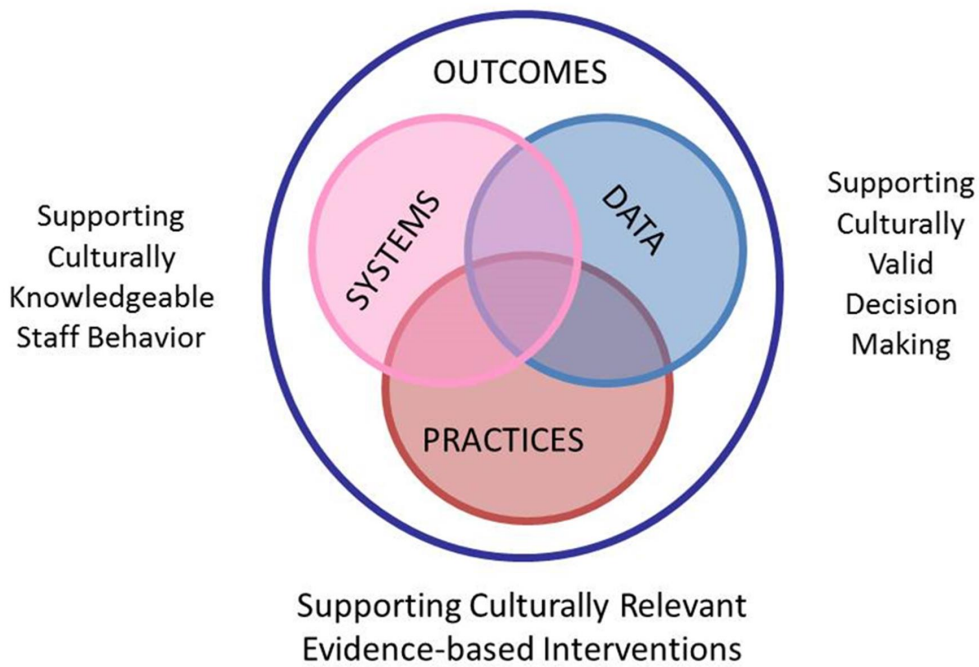 OUTCOMES
SYSTEMS
DATA
PRACTICES
Supporting
Culturally
Knowledgeable
Staff Behavior
Supporting
Culturally
Valid
Decision
Making
Supporting Culturally Relevant
Evidence-based Interventions